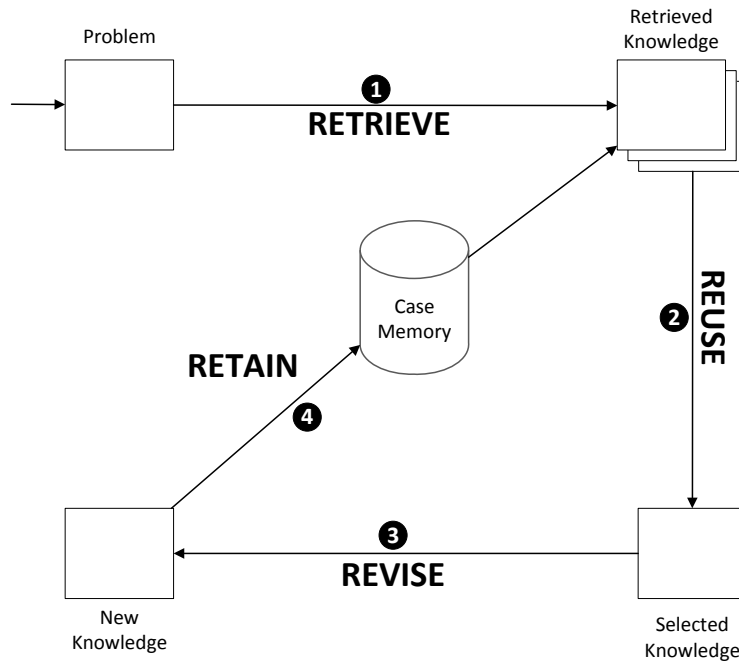 Problem
Retrieved
Knowledge
1
RETRIEVE
Case
Memory
2
REUSE
RETAIN
4
3
REVISE
New
Knowledge
Selected
Knowledge